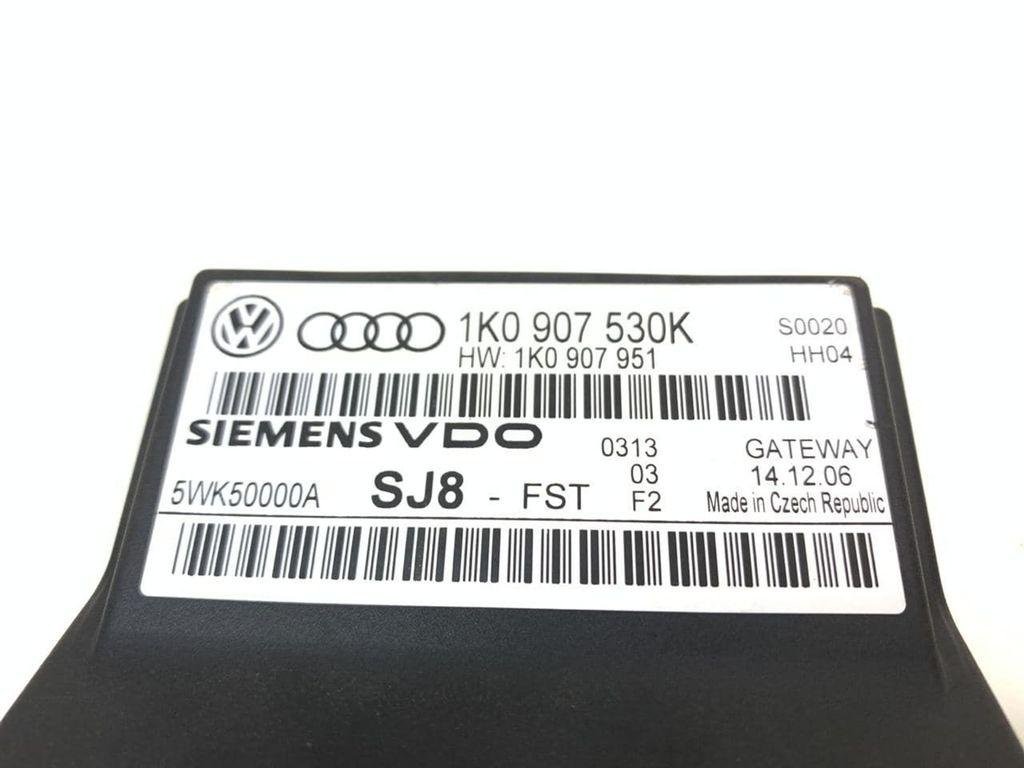 1K0 907 530K S0020
HW: 1K0 907 951 HH04
SIEMENS VDO 0313 GATEWAY
03 14.12.06
5WK50000A SJ8 - FST F2 Made in Czech Republic